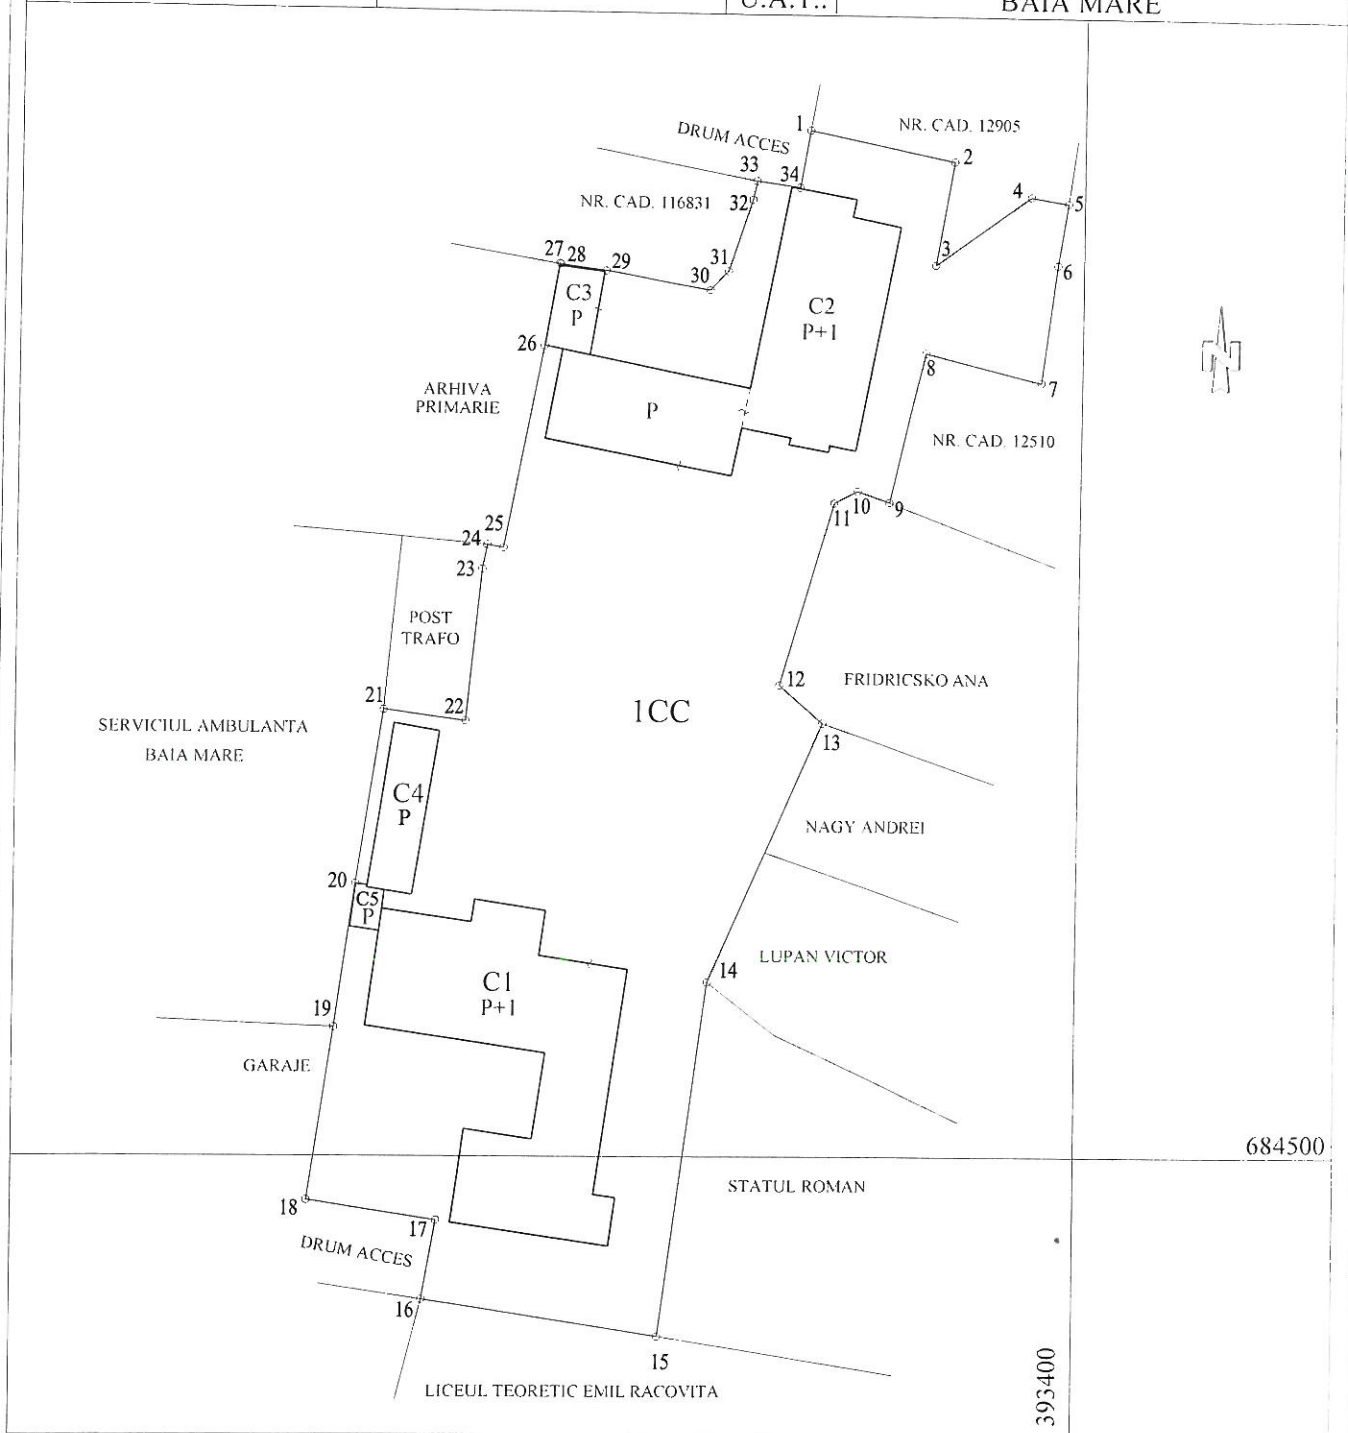 U.A.T.:
BAIA MARE
1
NR. CAD. 12905
DRUM ACCES
2
33
34
4
5
NR. CAD. 116831
32
27
28
29
31
30
3
6
C3
P
C2
P+1
26
8
7
ARHIVA
PRIMARIE
P
NR. CAD. 12510
10
9
11
25
24
23
POST
TRAFO
12
FRIDRICSKO ANA
21
22
1CC
SERVICIUL AMBULANTA
BAIA MARE
13
C4
P
NAGY ANDREI
20
C5
P
LUPAN VICTOR
14
C1
P+1
19
GARAJE
684500
STATUL ROMAN
18
17
DRUM ACCES
16
15
393400
LICEUL TEORETIC EMIL RACOVITA